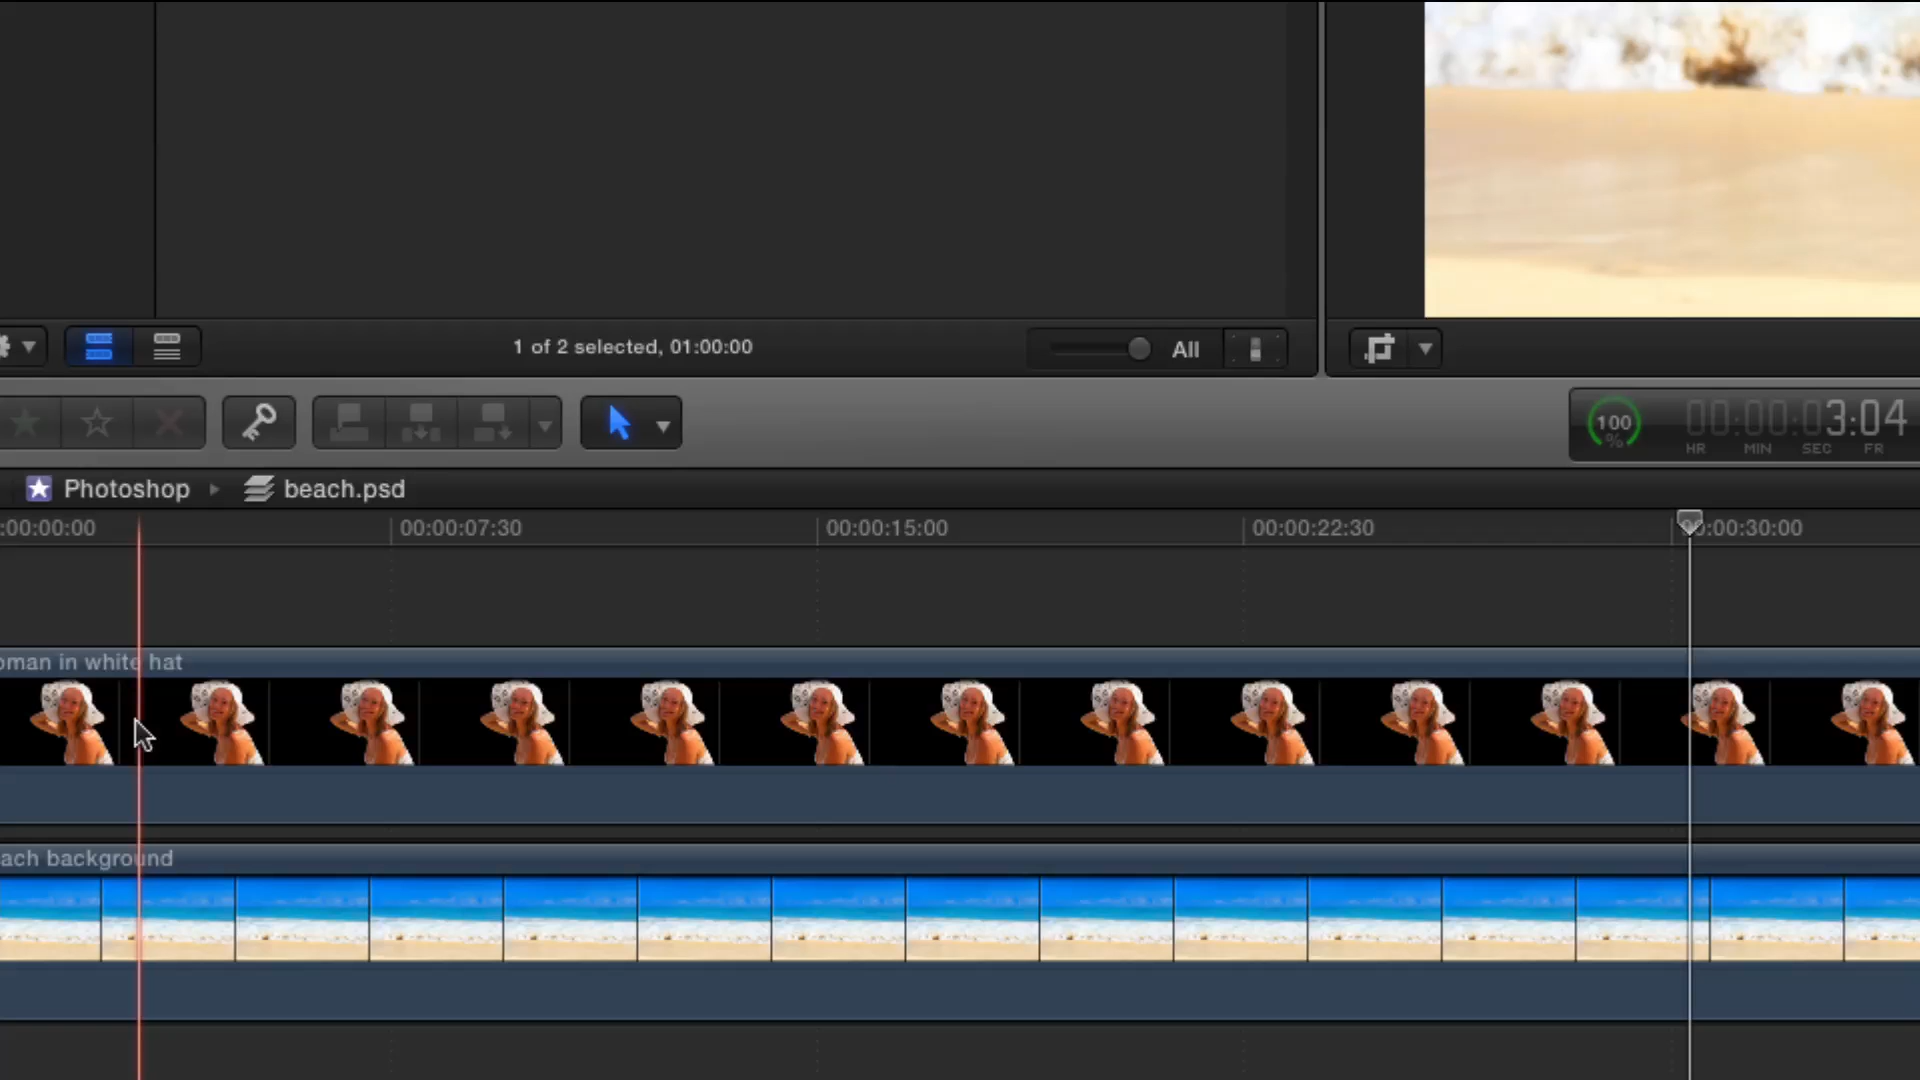 1 of 2 selected, 01:00:00
All
100
%
00:00:03:04
HR MIN SEC FR
Photoshop beach.psd
:00:00:00 00:00:07:30 00:00:15:00 00:00:22:30 00:00:30:00
oman in white hat
ach background